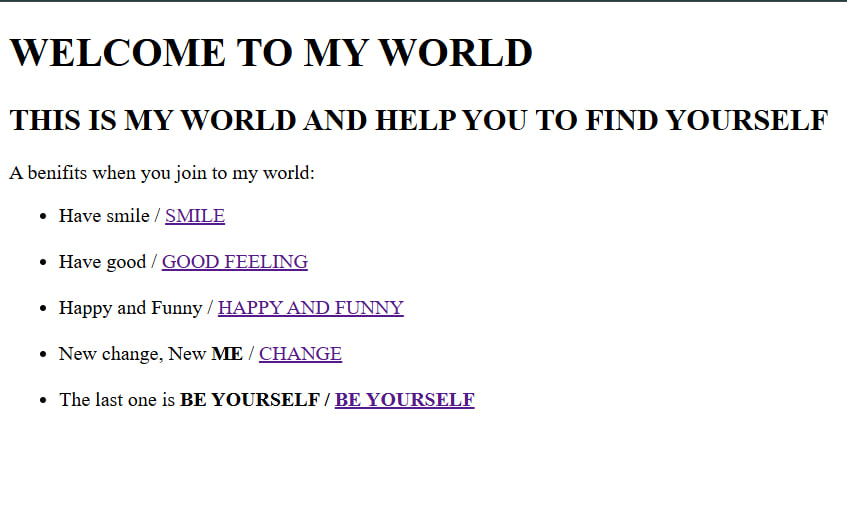 WELCOME TO MY WORLD
THIS IS MY WORLD AND HELP YOU TO FIND YOURSELF
A benifits when you join to my world:
• Have smile / SMILE
• Have good / GOOD FEELING
• Happy and Funny / HAPPY AND FUNNY
• New change, New ME / CHANGE
• The last one is BE YOURSELF / BE YOURSELF